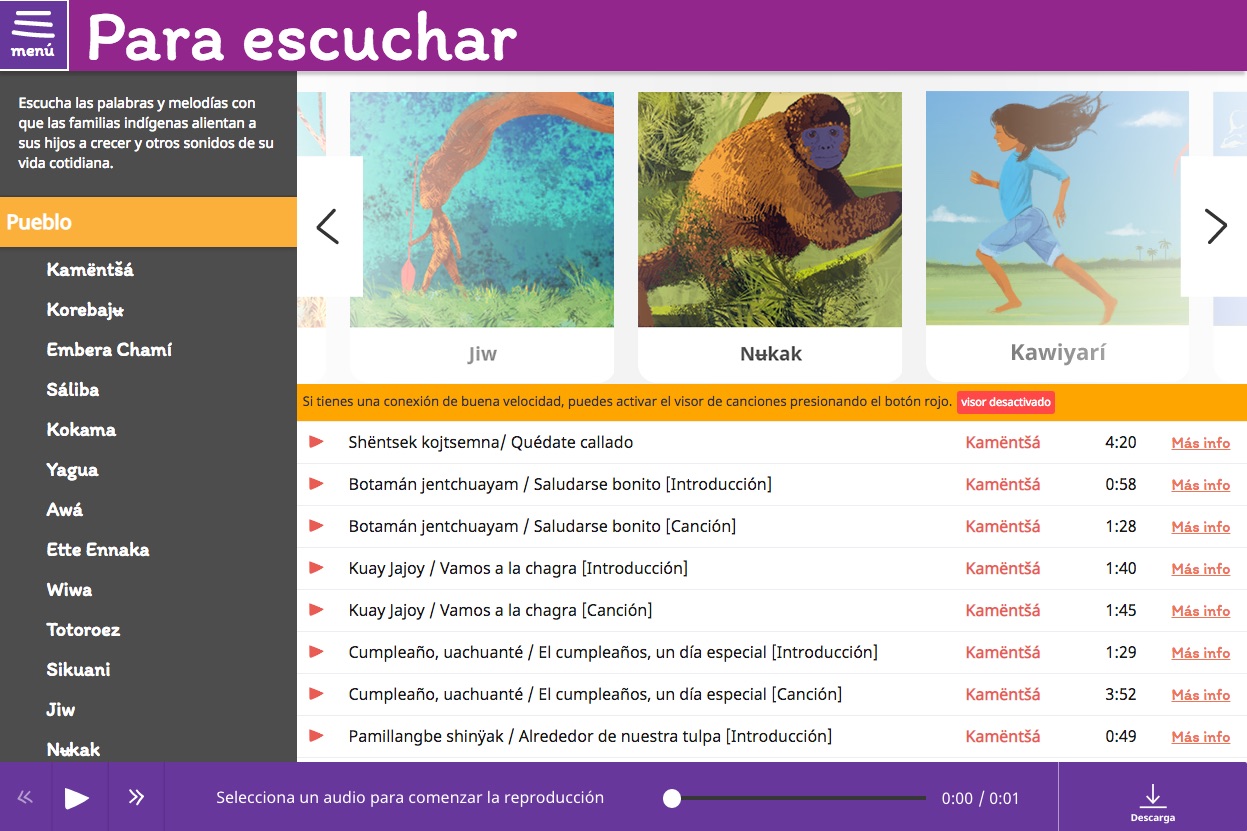 menú
Para escuchar
Escucha las palabras y melodías con
que las familias indígenas alientan a
sus hijos a crecer y otros sonidos de su
vida cotidiana.
Pueblo
Kamëntšá
Korebajʉ
Embera Chamí
Sáliba
Kokama
Yagua
Awá
Ette Ennaka
Wiwa
Totoroez
Sikuani
Jiw
Nʉkak
Jiw
Nʉkak
Kawiyarí
Si tienes una conexión de buena velocidad, puedes activar el visor de canciones presionando el botón rojo. visor desactivado
Shëntsek kojtsemna/ Quédate callado Kamëntšá 4:20 Más info
Botamán jentchuayam / Saludarse bonito [Introducción] Kamëntšá 0:58 Más info
Botamán jentchuayam / Saludarse bonito [Canción] Kamëntšá 1:28 Más info
Kuay Jajoy / Vamos a la chagra [Introducción] Kamëntšá 1:40 Más info
Kuay Jajoy / Vamos a la chagra [Canción] Kamëntšá 1:45 Más info
Cumpleaño, uachuanté / El cumpleaños, un día especial [Introducción] Kamëntšá 1:29 Más info
Cumpleaño, uachuanté / El cumpleaños, un día especial [Canción] Kamëntšá 3:52 Más info
Pamillangbe shinÿak / Alrededor de nuestra tulpa [Introducción] Kamëntšá 0:49 Más info
Selecciona un audio para comenzar la reproducción 0:00 / 0:01
Descarga